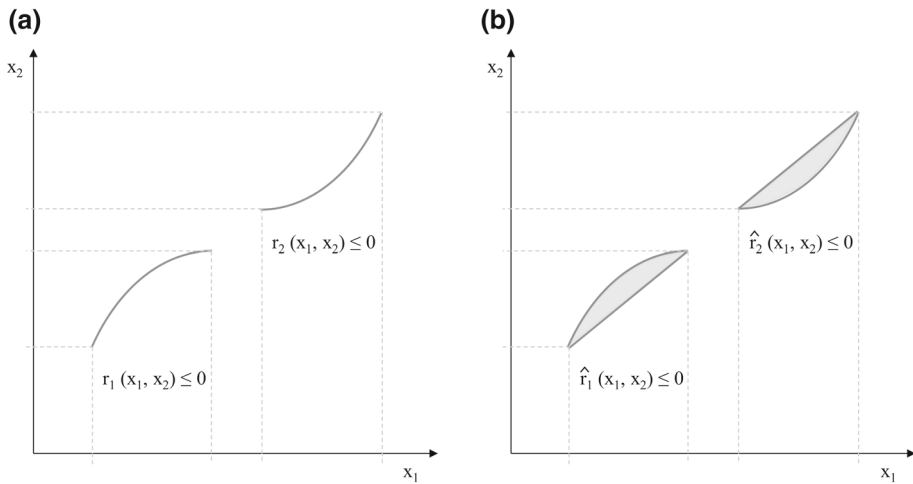 (a)
x₂
r₂ (x₁, x₂) ≤ 0
r₁ (x₁, x₂) ≤ 0
x₁
(b)
x₂
r̂₂ (x₁, x₂) ≤ 0
r̂₁ (x₁, x₂) ≤ 0
x₁